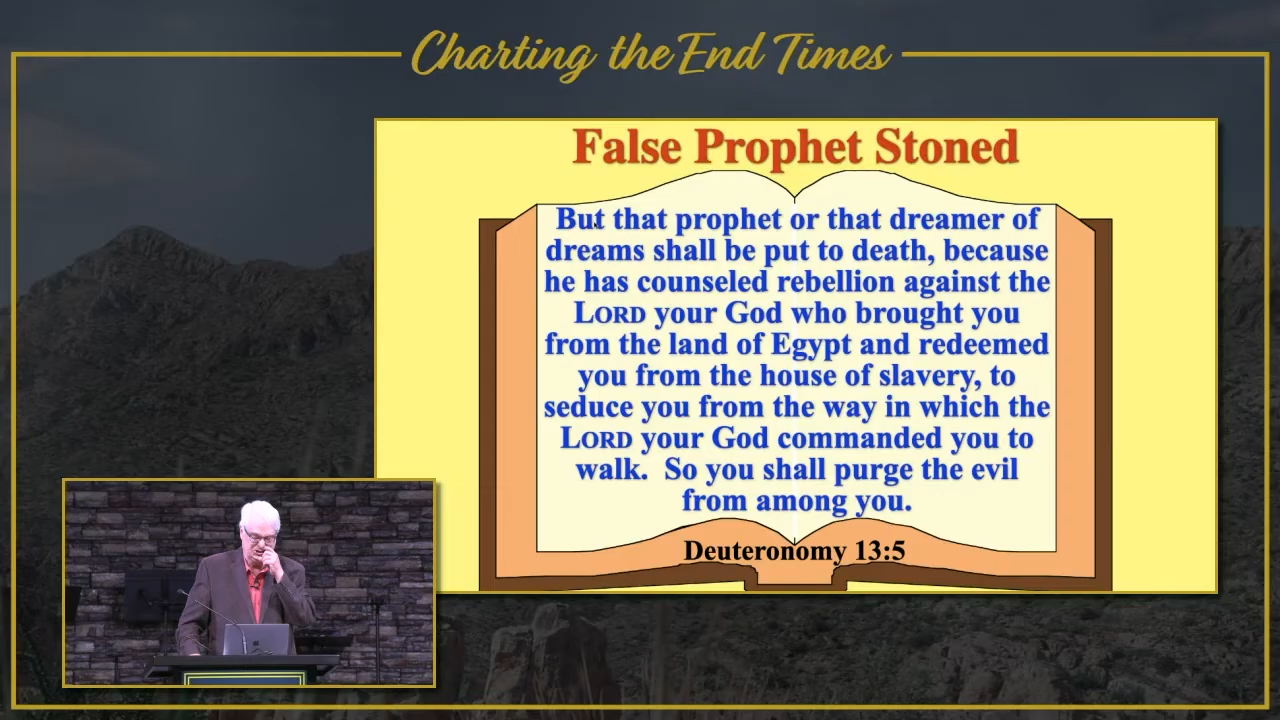 Charting the End Times
False Prophet Stoned
But that prophet or that dreamer of
dreams shall be put to death, because
he has counseled rebellion against the
LORD your God who brought you
from the land of Egypt and redeemed
you from the house of slavery, to
seduce you from the way in which the
LORD your God commanded you to
walk.  So you shall purge the evil
from among you.
Deuteronomy 13:5